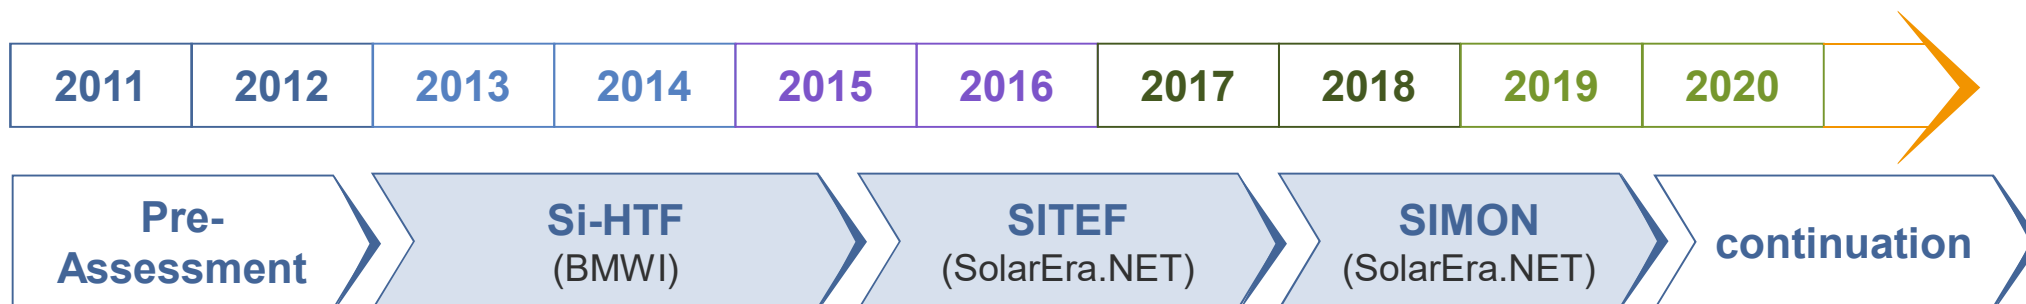 2011 2012 2013 2014 2015 2016 2017 2018 2019 2020
Pre-
Assessment
Si-HTF
(BMWI)
SITEF
(SolarEra.NET)
SIMON
(SolarEra.NET)
continuation